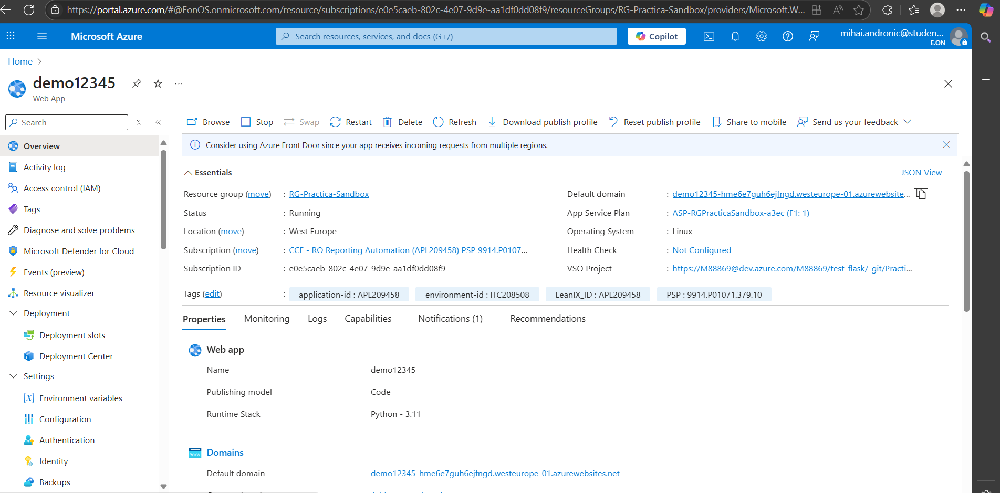 https://portal.azure.com/#@EonOS.onmicrosoft.com/resource/subscriptions/e0e5caeb-802c-4e07-9d9e-aa1df0dd08f9/resourceGroups/RG-Practica-Sandbox/providers/Microsoft.W...
Microsoft Azure
Search resources, services, and docs (G+/)
Copilot
mihai.andronic@studen...
E.ON
Home
demo12345
Web App
Search
Browse Stop Swap Restart Delete Refresh Download publish profile Reset publish profile Share to mobile Send us your feedback
Consider using Azure Front Door since your app receives incoming requests from multiple regions.
Overview
Activity log
Access control (IAM)
Tags
Diagnose and solve problems
Microsoft Defender for Cloud
Events (preview)
Resource visualizer
Deployment
Deployment slots
Deployment Center
Settings
Environment variables
Configuration
Authentication
Identity
Backups
Essentials
JSON View
Resource group (move) : RG-Practica-Sandbox
Status : Running
Location (move) : West Europe
Subscription (move) : CCF - RO Reporting Automation (APL209458) PSP 9914.P0107...
Subscription ID : e0e5caeb-802c-4e07-9d9e-aa1df0dd08f9
Default domain : demo12345-hme6e7guh6ejfngd.westeurope-01.azurewebsite...
App Service Plan : ASP-RGPracticaSandbox-a3ec (F1: 1)
Operating System : Linux
Health Check : Not Configured
VSO Project : https://M88869@dev.azure.com/M88869/test_flask/_git/Practi...
Tags (edit) : application-id : APL209458 environment-id : ITC208508 LeanIX_ID : APL209458 PSP : 9914.P01071.379.10
Properties Monitoring Logs Capabilities Notifications (1) Recommendations
Web app
Name demo12345
Publishing model Code
Runtime Stack Python - 3.11
Domains
Default domain demo12345-hme6e7guh6ejfngd.westeurope-01.azurewebsites.net